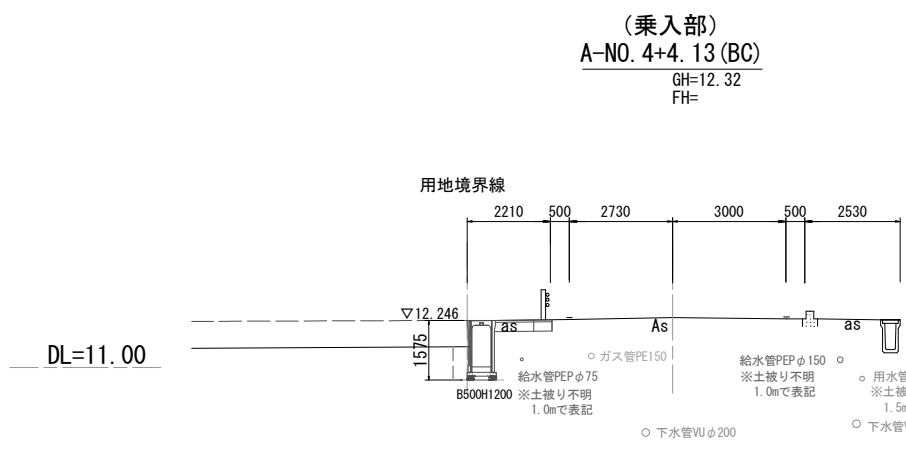 (乗入部)
A-NO.4+4.13(BC)
GH=12.32
FH=
用地境界線
2210 500 2730 3000 500 2530
▽12.246
as As as
1575
DL=11.00
ガス管PE150
給水管PEPφ75
※土被り不明
1.0mで表記
給水管PEPφ150
※土被り不明
1.0mで表記
B500H1200
用水管
※土被
1.5m
下水管
下水管VUφ200